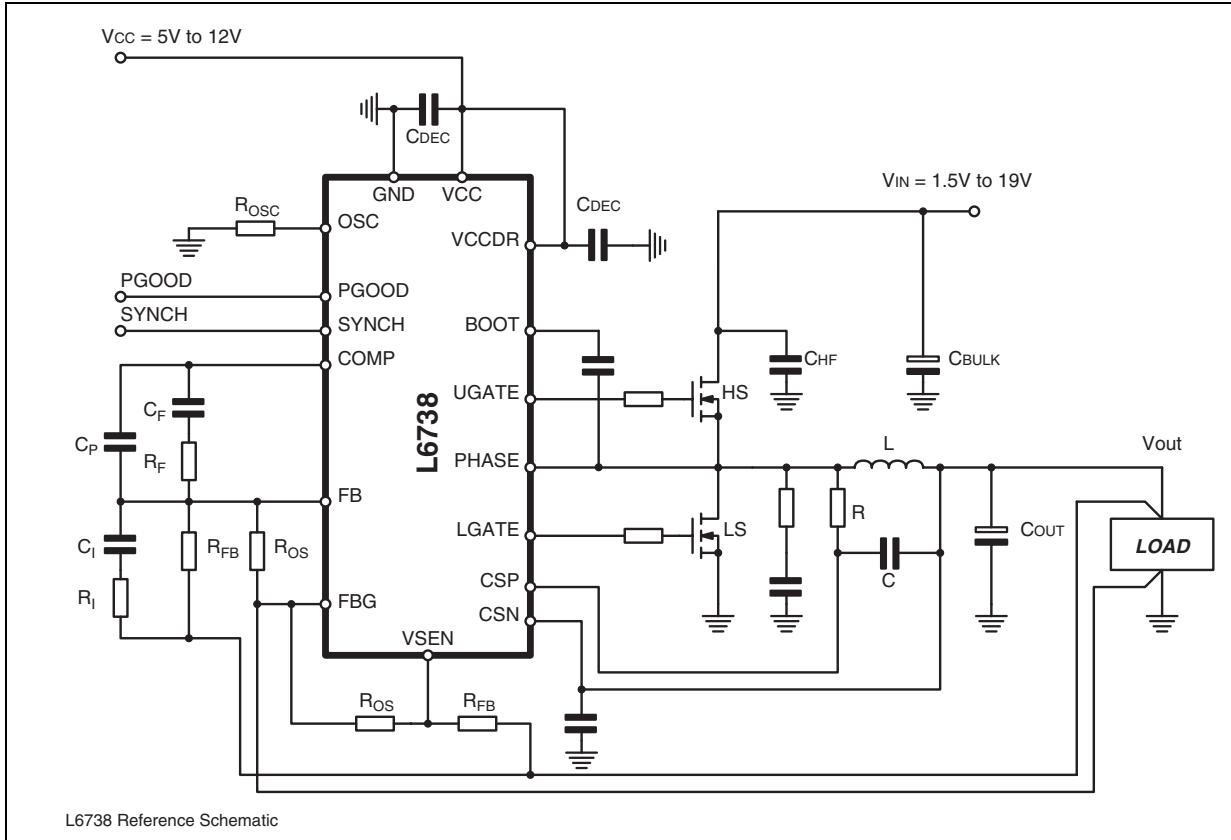 VCC = 5V to 12V
CDEC
GND
VCC
VIN = 1.5V to 19V
ROSC
OSC
CDEC
VCCDR
PGOOD
PGOOD
SYNCH
SYNCH
BOOT
COMP
CHF
CBULK
UGATE
HS
CF
L6738
CP
RF
PHASE
L
Vout
FB
R
LGATE
LS
COUT
CI
RFB
ROS
LOAD
C
CSP
RI
FBG
CSN
VSEN
ROS
RFB
L6738 Reference Schematic